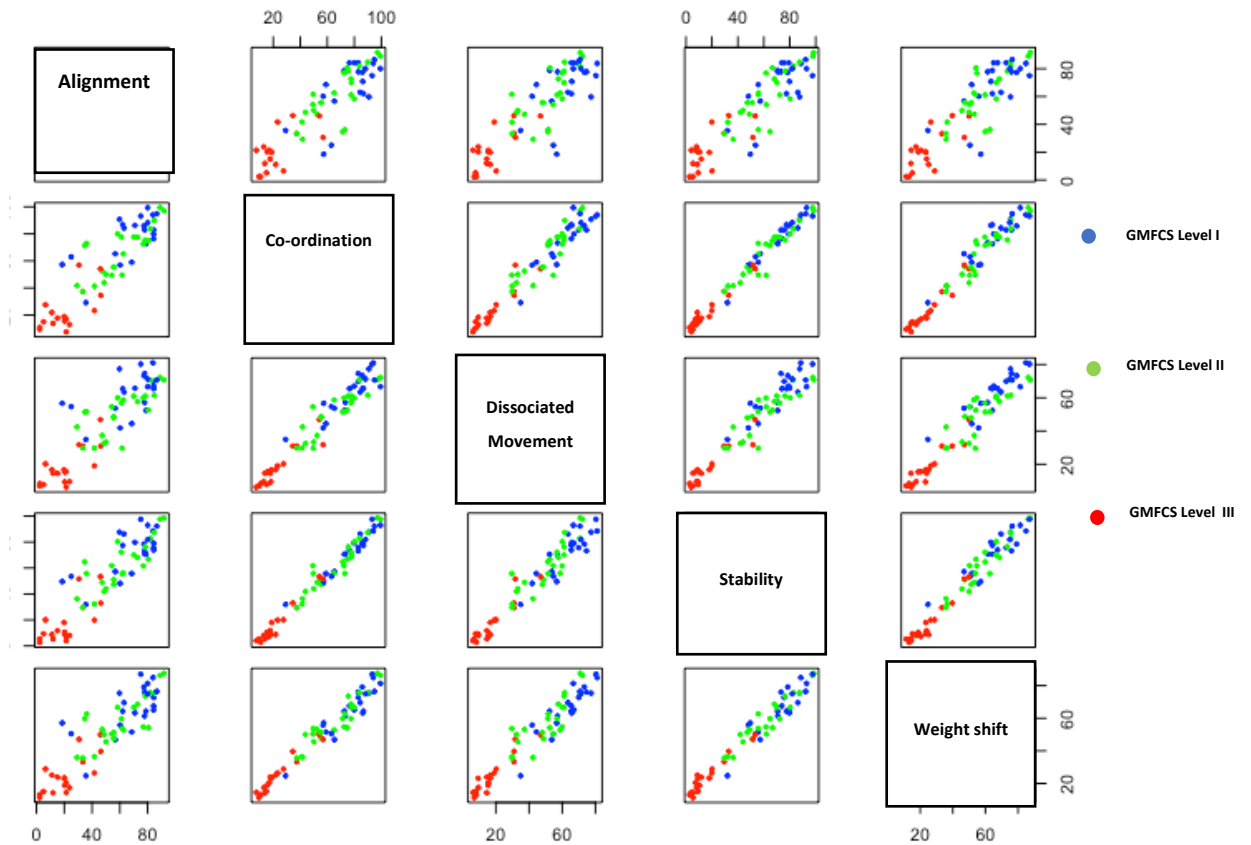 20 60 100
0 40 80
Alignment
0 40 80
Co-ordination
GMFCS Level I
Dissociated
Movement
20 60
GMFCS Level II
Stability
GMFCS Level III
Weight shift
20 60
0 40 80
20 60
20 60